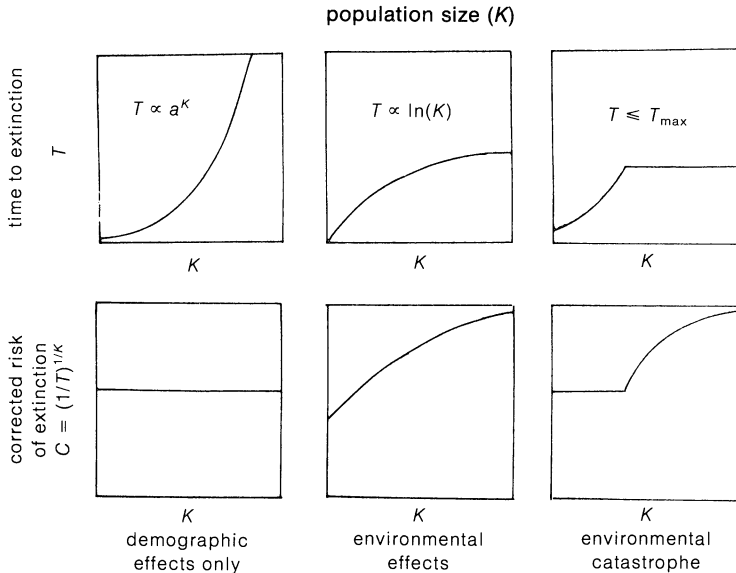 population size (K)
time to extinction
T
T ∝ a^K
T ∝ ln(K)
T ⩽ T_max
K
K
K
corrected risk
of extinction
C = (1/T)^1/K
K
K
K
demographic
effects only
environmental
effects
environmental
catastrophe